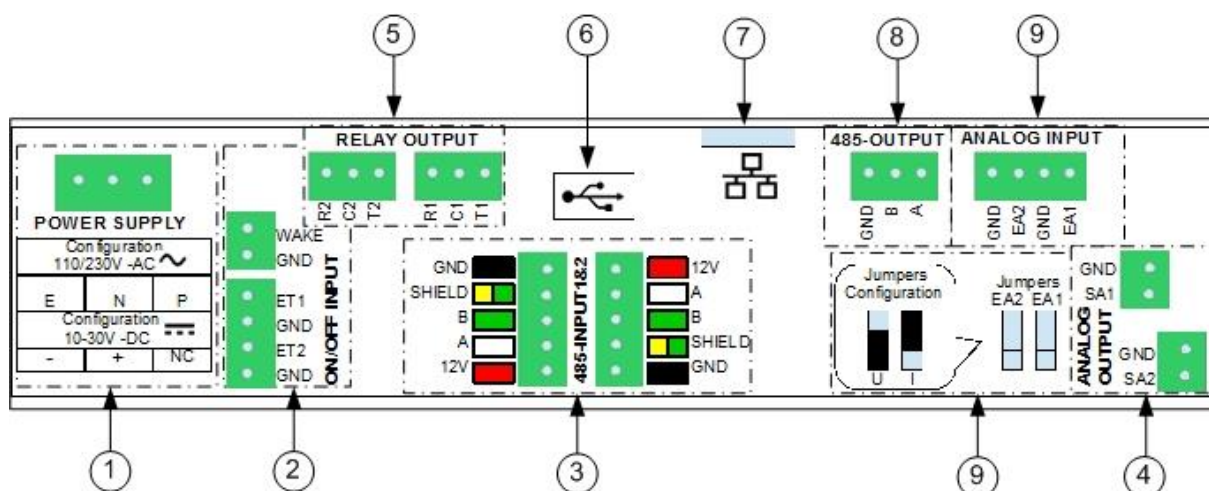 5
6
7
8
9
RELAY OUTPUT
R2
C2
T2
R1
C1
T1
485-OUTPUT
GND
B
A
ANALOG INPUT
GND
EA2
GND
EA1
POWER SUPPLY
Configuration
110/230V -AC
E N P
Configuration
10-30V -DC
- + NC
WAKE
GND
ET1
GND
ET2
GND
ON/OFF INPUT
GND
SHIELD
B
A
12V
485-INPUT1&2
12V
A
B
SHIELD
GND
Jumpers
Configuration
U I
Jumpers
EA2 EA1
ANALOG
OUTPUT
GND
SA1
GND
SA2
1
2
3
9
4